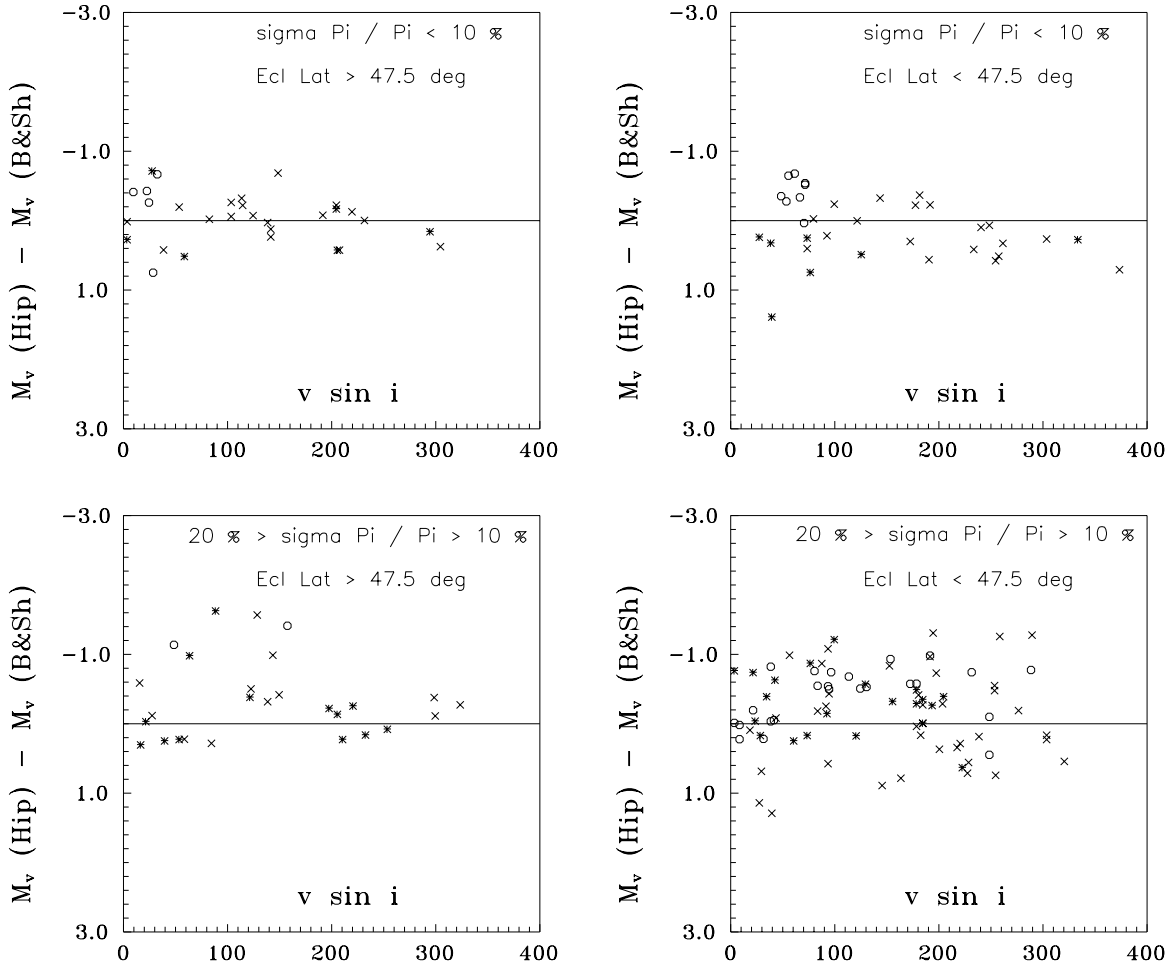 −3.0
−1.0
1.0
3.0
0 100 200 300 400
M_v (Hip) − M_v (B&Sh)
sigma Pi / Pi < 10 %
Ecl Lat > 47.5 deg
v sin i
−3.0
−1.0
1.0
3.0
0 100 200 300 400
M_v (Hip) − M_v (B&Sh)
sigma Pi / Pi < 10 %
Ecl Lat < 47.5 deg
v sin i
−3.0
−1.0
1.0
3.0
0 100 200 300 400
M_v (Hip) − M_v (B&Sh)
20 % > sigma Pi / Pi > 10 %
Ecl Lat > 47.5 deg
v sin i
−3.0
−1.0
1.0
3.0
0 100 200 300 400
M_v (Hip) − M_v (B&Sh)
20 % > sigma Pi / Pi > 10 %
Ecl Lat < 47.5 deg
v sin i